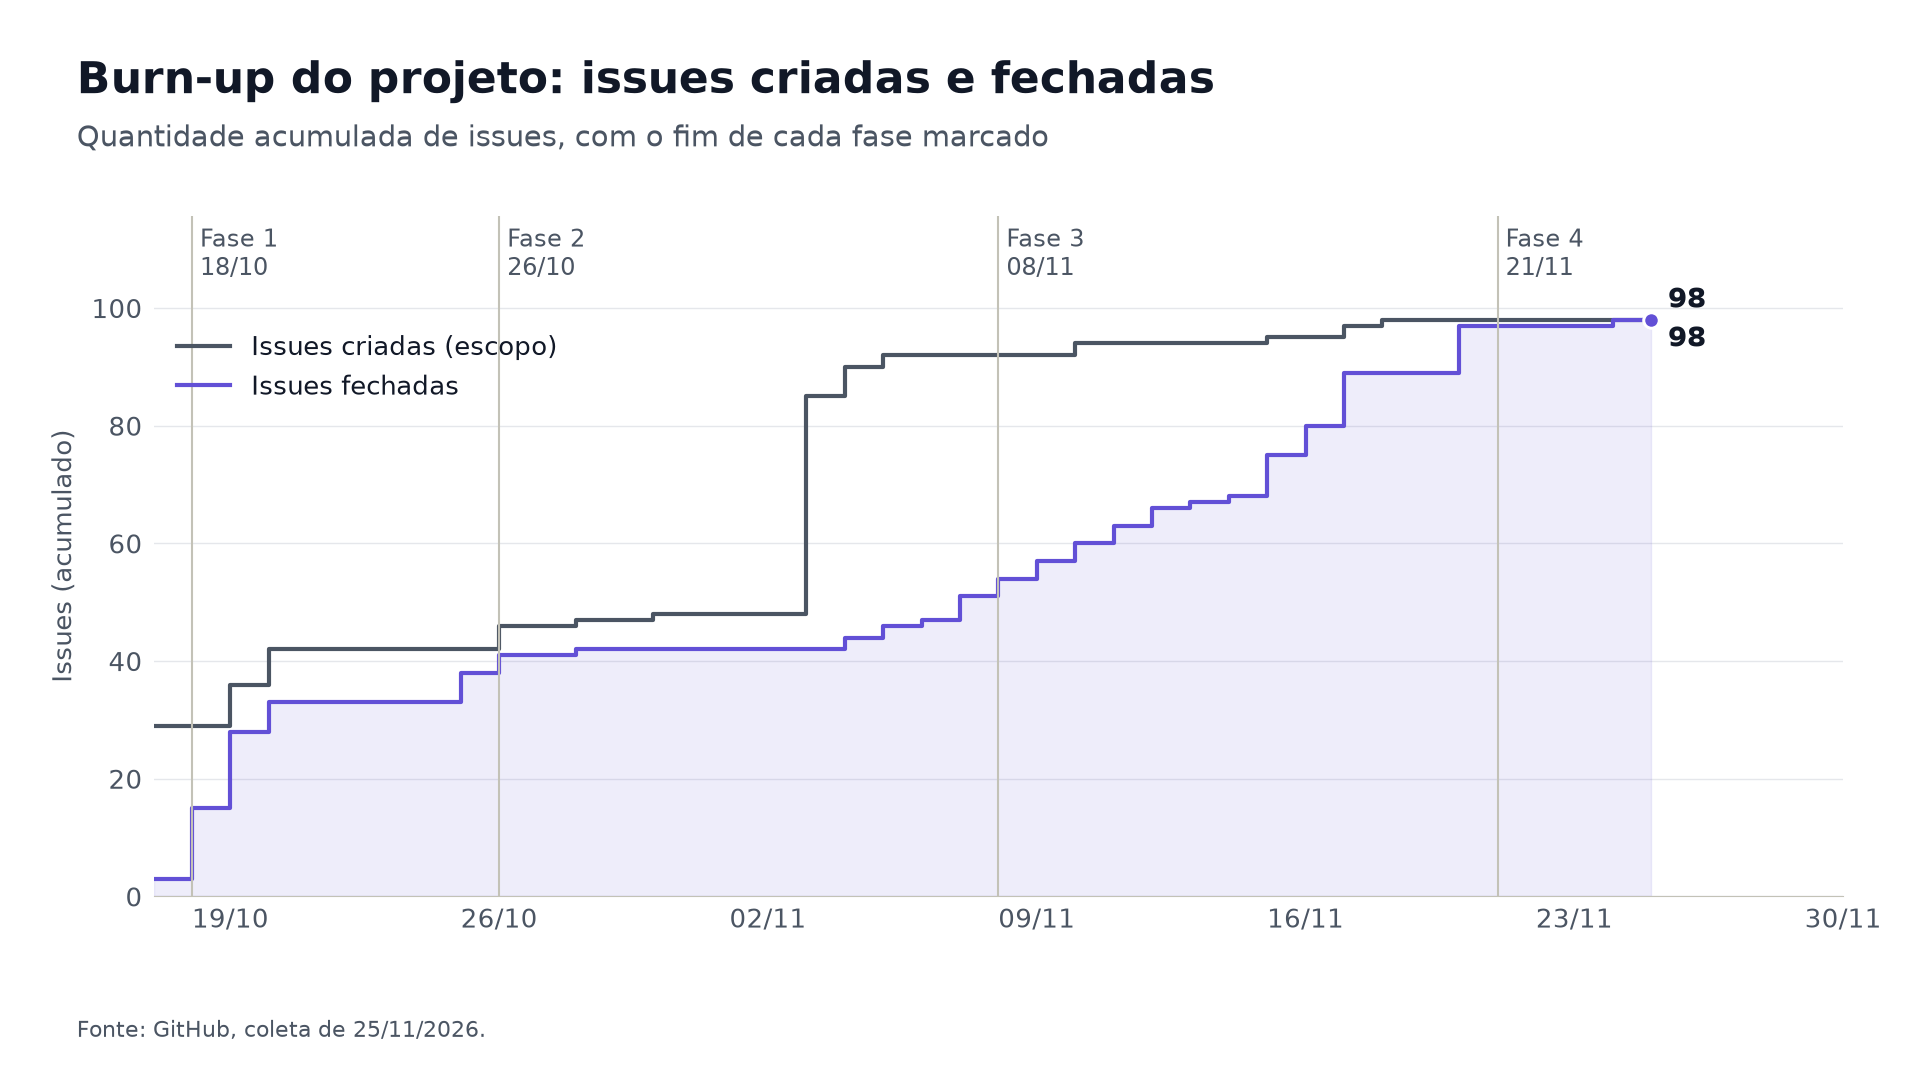 Burn-up do projeto: issues criadas e fechadas
Quantidade acumulada de issues, com o fim de cada fase marcado
Fase 1
18/10
Fase 2
26/10
Fase 3
08/11
Fase 4
21/11
98
98
Issues criadas (escopo)
Issues fechadas
Issues (acumulado)
100
80
60
40
20
0
19/10
26/10
02/11
09/11
16/11
23/11
30/11
Fonte: GitHub, coleta de 25/11/2026.